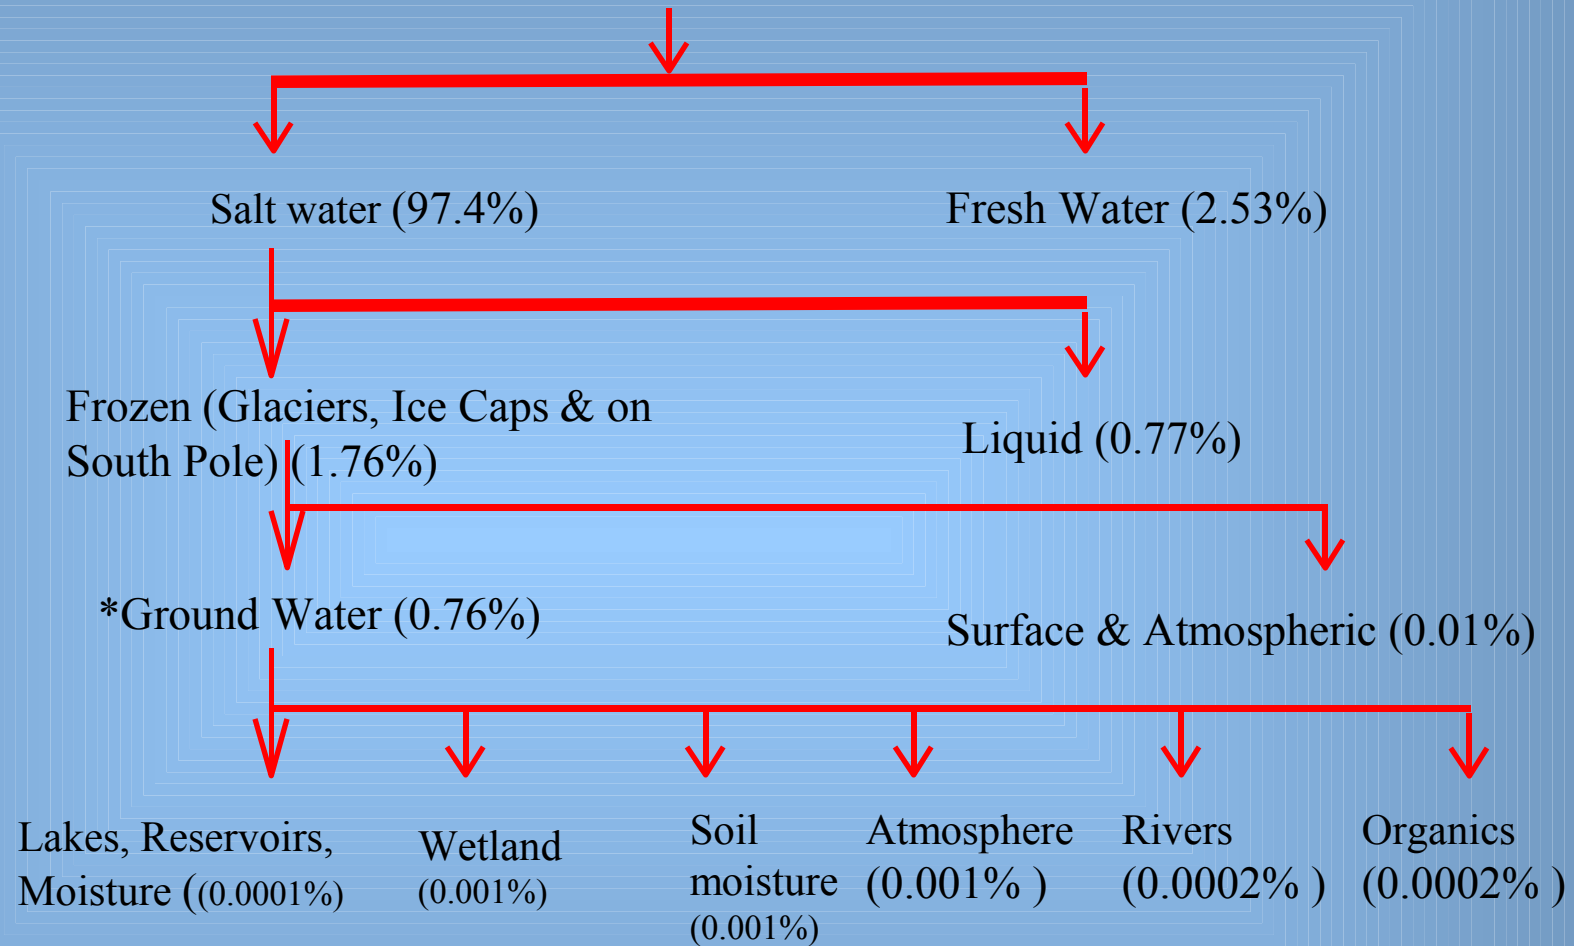 Salt water (97.4%)
Fresh Water (2.53%)
Frozen (Glaciers, Ice Caps & on
South Pole) (1.76%)
Liquid (0.77%)
*Ground Water (0.76%)
Surface & Atmospheric (0.01%)
Lakes, Reservoirs,
Moisture ((0.0001%)
Wetland
(0.001%)
Soil
moisture
(0.001%)
Atmosphere
(0.001% )
Rivers
(0.0002% )
Organics
(0.0002% )